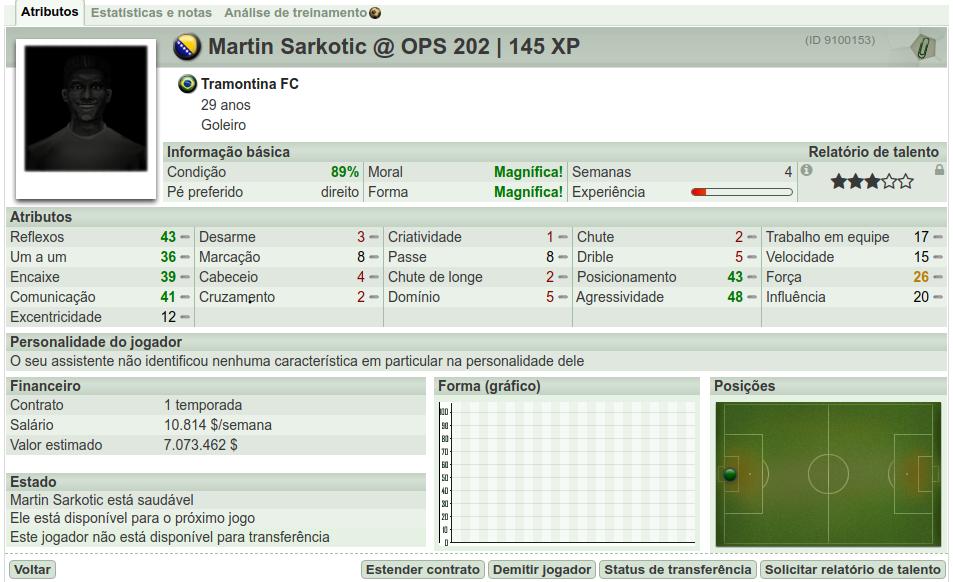 Atributos Estatísticas e notas Análise de treinamento
Martin Sarkotic @ OPS 202 | 145 XP (ID 9100153)
Tramontina FC
29 anos
Goleiro
Informação básica Relatório de talento
Condição 89% Moral Magnífica! Semanas 4
Pé preferido direito Forma Magnífica! Experiência
Atributos
Reflexos 43 Desarme 3 Criatividade 1 Chute 2 Trabalho em equipe 17
Um a um 36 Marcação 8 Passe 8 Drible 5 Velocidade 15
Encaixe 39 Cabeceio 4 Chute de longe 2 Posicionamento 43 Força 26
Comunicação 41 Cruzamento 2 Domínio 5 Agressividade 48 Influência 20
Excentricidade 12
Personalidade do jogador
O seu assistente não identificou nenhuma característica em particular na personalidade dele
Financeiro Forma (gráfico) Posições
Contrato 1 temporada
Salário 10.814 $/semana
Valor estimado 7.073.462 $
100
90
80
70
60
50
40
30
20
10
0
Estado
Martin Sarkotic está saudável
Ele está disponível para o próximo jogo
Este jogador não está disponível para transferência
Voltar Estender contrato Demitir jogador Status de transferência Solicitar relatório de talento